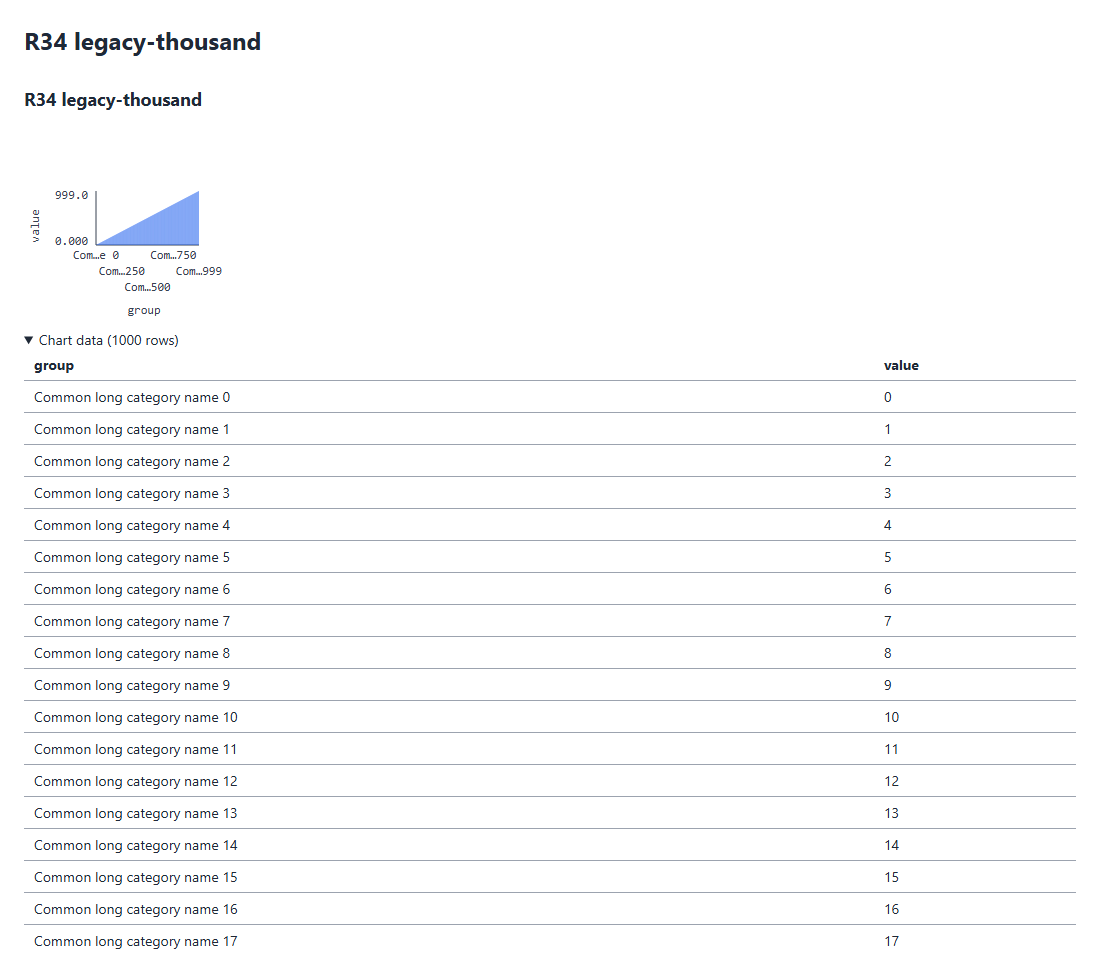 R34 legacy-thousand
R34 legacy-thousand
999.0
value
0.000
Com…e 0 Com…750
Com…250 Com…999
Com…500
group
▼ Chart data (1000 rows)
group value
Common long category name 0 0
Common long category name 1 1
Common long category name 2 2
Common long category name 3 3
Common long category name 4 4
Common long category name 5 5
Common long category name 6 6
Common long category name 7 7
Common long category name 8 8
Common long category name 9 9
Common long category name 10 10
Common long category name 11 11
Common long category name 12 12
Common long category name 13 13
Common long category name 14 14
Common long category name 15 15
Common long category name 16 16
Common long category name 17 17